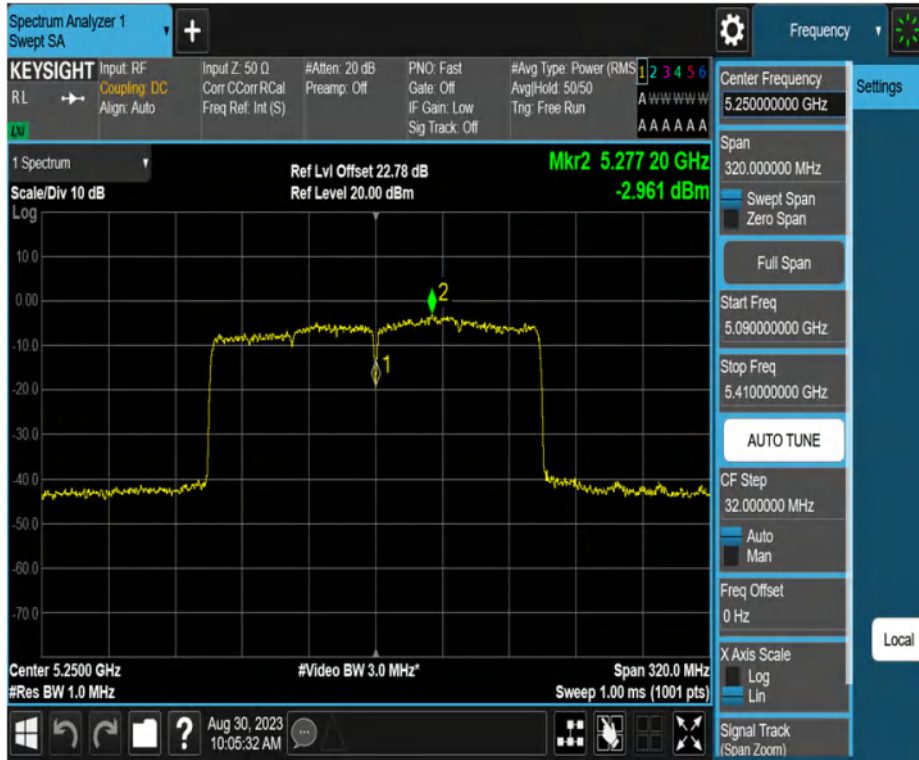 Spectrum Analyzer 1
Swept SA
+
Frequency
KEYSIGHT
RL
LXI
Input: RF
Coupling: DC
Align: Auto
Input Z: 50 Ω
Corr CCorr RCal
Freq Ref: Int (S)
#Atten: 20 dB
Preamp: Off
PNO: Fast
Gate: Off
IF Gain: Low
Sig Track: Off
#Avg Type: Power (RMS
Avg|Hold: 50/50
Trig: Free Run
1 2 3 4 5 6
A W W W W W
A A A A A A
1 Spectrum
Scale/Div 10 dB
Log
Ref Lvl Offset 22.78 dB
Ref Level 20.00 dBm
Mkr2 5.277 20 GHz
-2.961 dBm
10.0
0.00
-10.0
-20.0
-30.0
-40.0
-50.0
-60.0
-70.0
2
1
Center 5.2500 GHz
#Res BW 1.0 MHz
#Video BW 3.0 MHz*
Span 320.0 MHz
Sweep 1.00 ms (1001 pts)
?
Aug 30, 2023
10:05:32 AM
Center Frequency
5.250000000 GHz
Span
320.000000 MHz
Swept Span
Zero Span
Full Span
Start Freq
5.090000000 GHz
Stop Freq
5.410000000 GHz
AUTO TUNE
CF Step
32.000000 MHz
Auto
Man
Freq Offset
0 Hz
X Axis Scale
Log
Lin
Signal Track
(Span Zoom)
Settings
Local